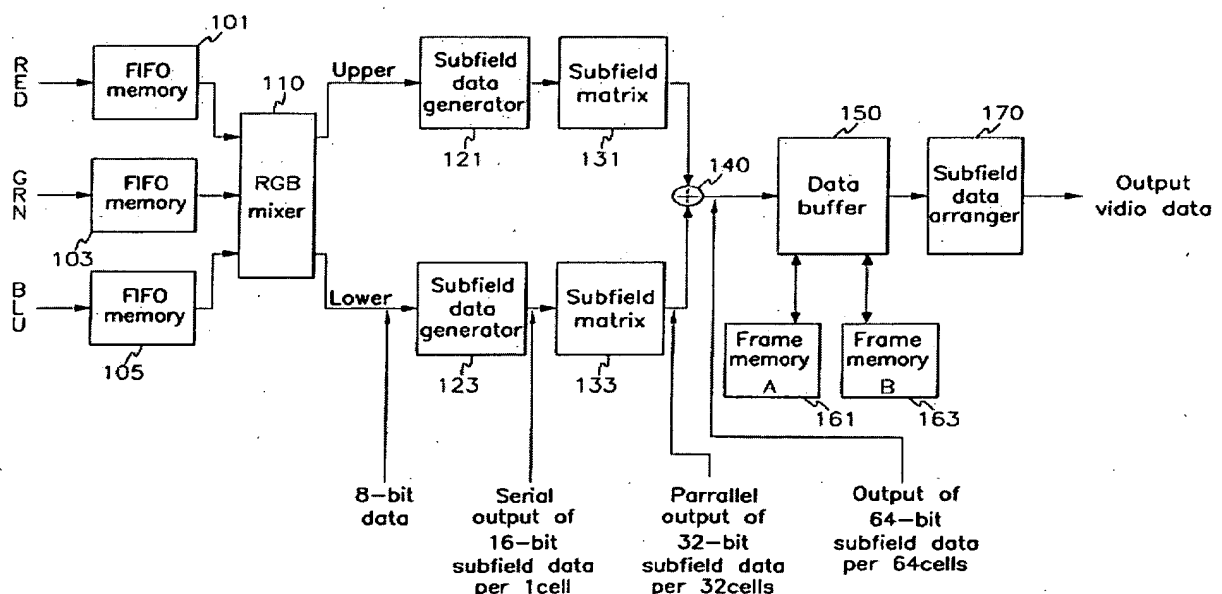 RED
FIFO
memory
101
GRN
FIFO
memory
103
BLU
FIFO
memory
105
110
RGB
mixer
Upper
Subfield
data
generator
121
Subfield
matrix
131
Lower
Subfield
data
generator
123
Subfield
matrix
133
140
150
Data
buffer
170
Subfield
data
arranger
Output
vidio data
Frame
memory
A
161
Frame
memory
B
163
8-bit
data
Serial
output of
16-bit
subfield data
per 1cell
Parrallel
output of
32-bit
subfield data
per 32cells
Output of
64-bit
subfield data
per 64cells